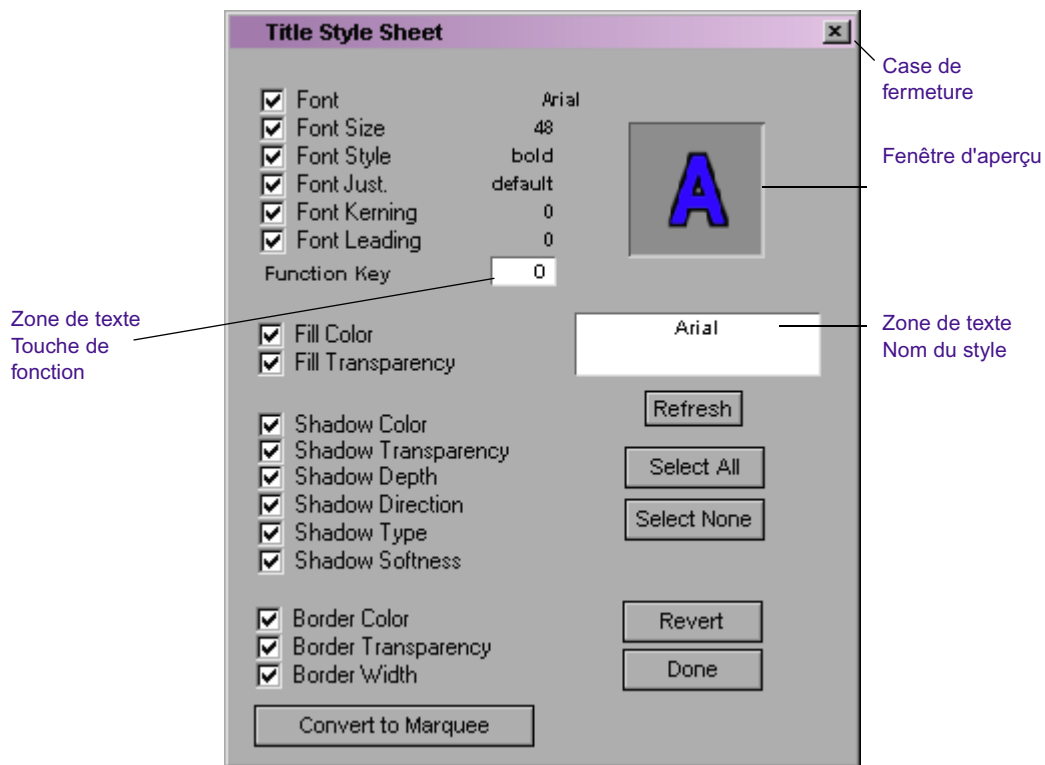 Title Style Sheet
Case de
fermeture
Font Arial
Font Size 48
Font Style bold
Font Just. default
Font Kerning 0
Font Leading 0
Function Key 0
A
Fenêtre d'aperçu
Zone de texte
Touche de
fonction
Fill Color
Fill Transparency
Arial
Zone de texte
Nom du style
Refresh
Shadow Color
Shadow Transparency
Shadow Depth
Shadow Direction
Shadow Type
Shadow Softness
Select All
Select None
Border Color
Border Transparency
Border Width
Revert
Done
Convert to Marquee